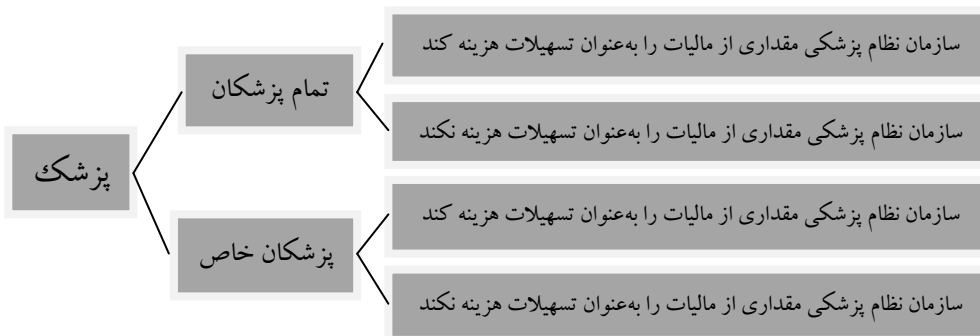 سازمان نظام پزشکی مقداری از مالیات را به‌عنوان تسهیلات هزینه کند
تمام پزشکان
سازمان نظام پزشکی مقداری از مالیات را به‌عنوان تسهیلات هزینه نکند
پزشک
سازمان نظام پزشکی مقداری از مالیات را به‌عنوان تسهیلات هزینه کند
پزشکان خاص
سازمان نظام پزشکی مقداری از مالیات را به‌عنوان تسهیلات هزینه نکند